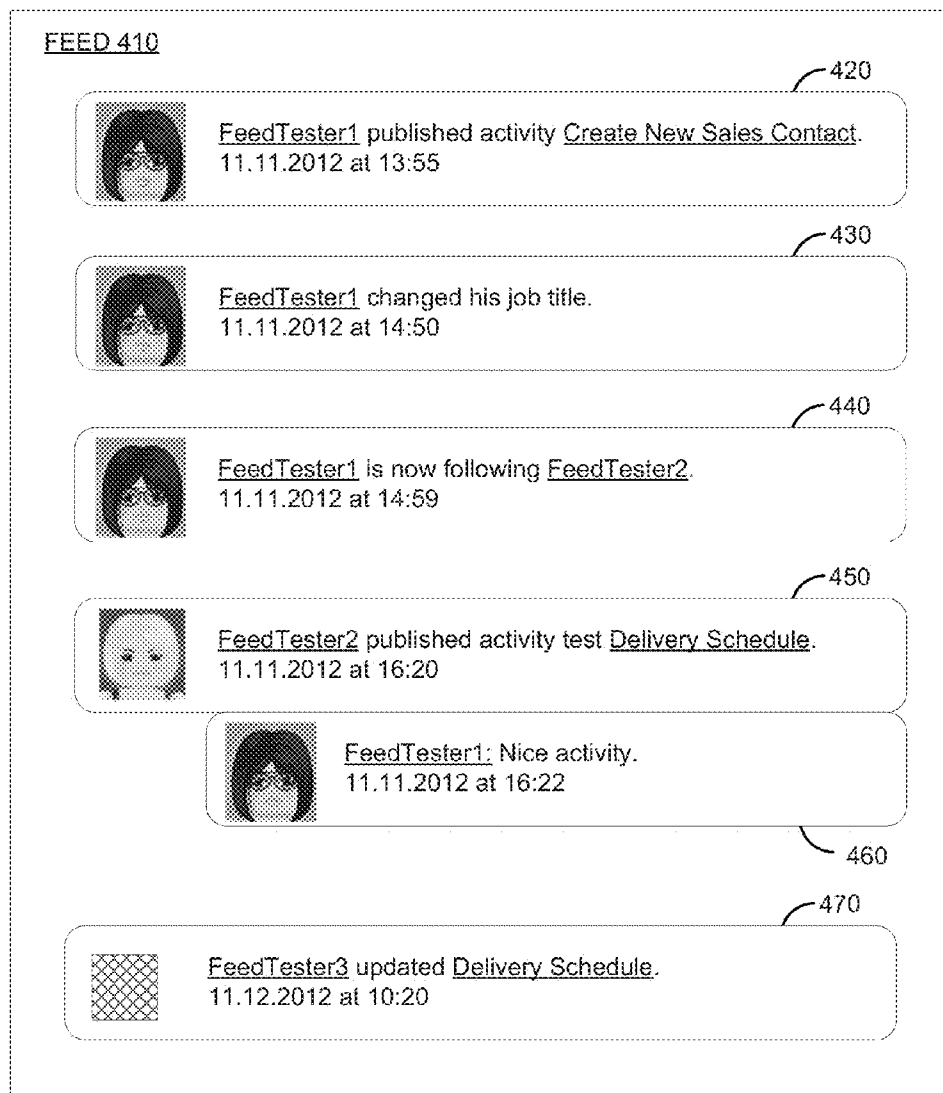 FEED 410
420
FeedTester1 published activity Create New Sales Contact.
11.11.2012 at 13:55
430
FeedTester1 changed his job title.
11.11.2012 at 14:50
440
FeedTester1 is now following FeedTester2.
11.11.2012 at 14:59
450
FeedTester2 published activity test Delivery Schedule.
11.11.2012 at 16:20
FeedTester1: Nice activity.
11.11.2012 at 16:22
460
470
FeedTester3 updated Delivery Schedule.
11.12.2012 at 10:20